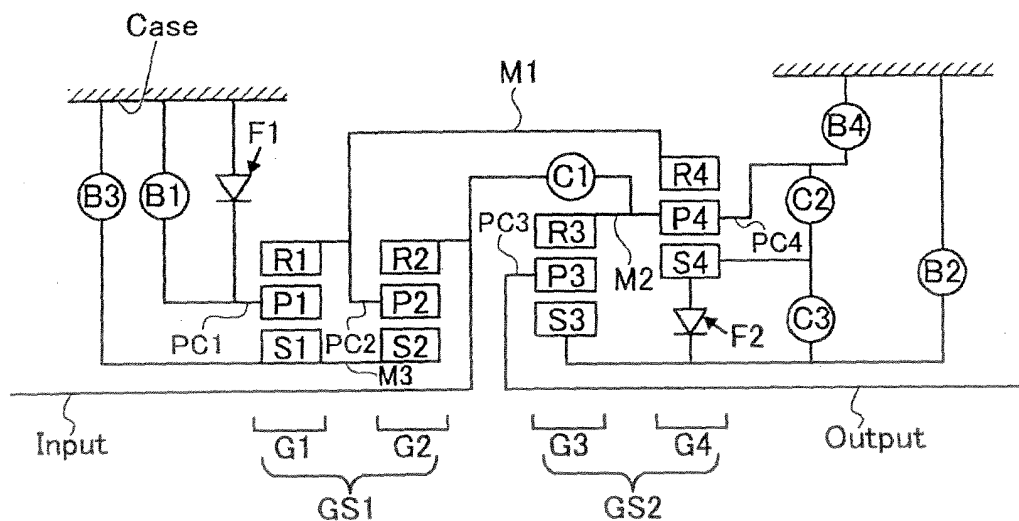 Case
M1
F1
B4
B3
B1
C1
R4
C2
PC3
R3
P4
PC4
R1
R2
M2
S4
B2
P3
P1
P2
S3
F2
C3
PC1
S1
PC2
S2
M3
Input
G1
G2
G3
G4
Output
GS1
GS2